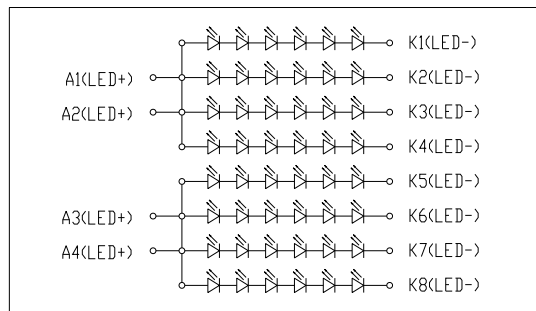 K1(LED-)
A1(LED+) K2(LED-)
A2(LED+) K3(LED-)
K4(LED-)
K5(LED-)
A3(LED+) K6(LED-)
A4(LED+) K7(LED-)
K8(LED-)